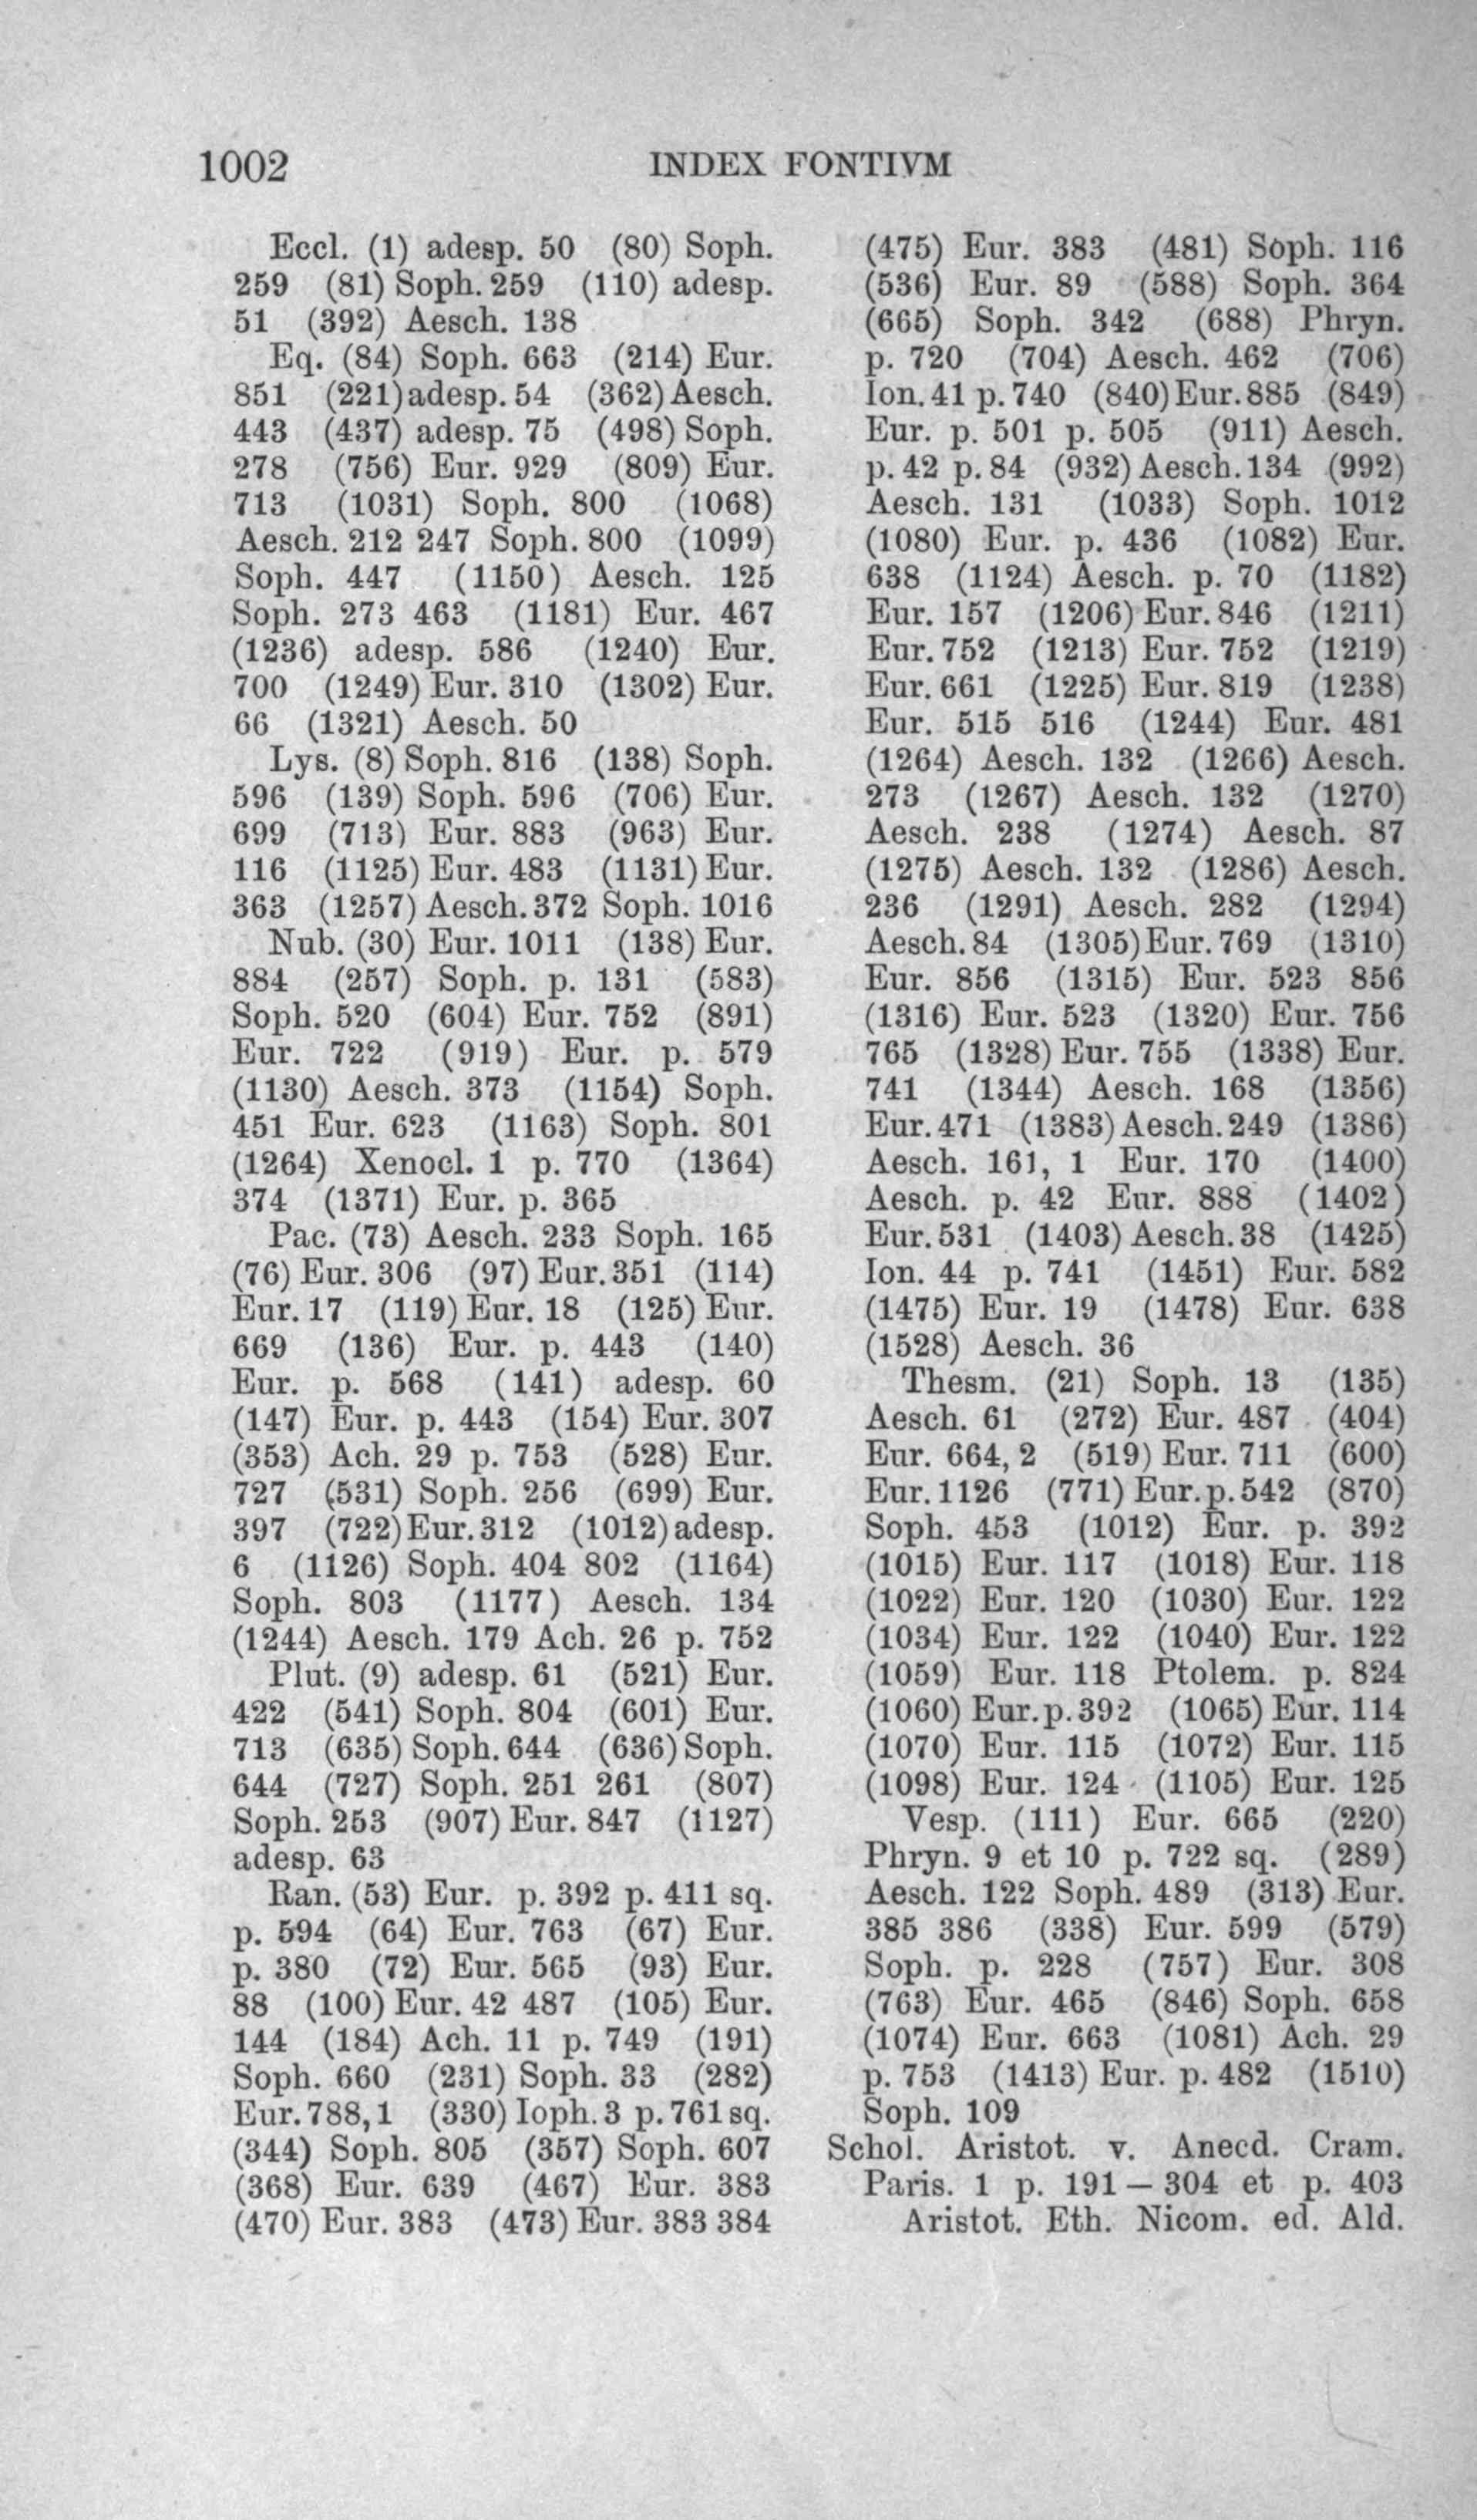 1002
INDEX FONTIVM
Eccl. (1) adesp. 50 (80) Soph.
259 (81) Soph. 259 (110) adesp.
51 (392) Aesch. 138
Eq. (84) Soph. 663 (214) Eur.
851 (221) adesp. 54 (362) Aesch.
443 (437) adesp. 75 (498) Soph.
278 (756) Eur. 929 (809) Eur.
713 (1031) Soph. 800 (1068)
Aesch. 212 247 Soph. 800 (1099)
Soph. 447 (1150) Aesch. 125
Soph. 273 463 (1181) Eur. 467
(1236) adesp. 586 (1240) Eur.
700 (1249) Eur. 310 (1302) Eur.
66 (1321) Aesch. 50
Lys. (8) Soph. 816 (138) Soph.
596 (139) Soph. 596 (706) Eur.
699 (713) Eur. 883 (963) Eur.
116 (1125) Eur. 483 (1131) Eur.
363 (1257) Aesch. 372 Soph. 1016
Nub. (30) Eur. 1011 (138) Eur.
884 (257) Soph. p. 131 (583)
Soph. 520 (604) Eur. 752 (891)
Eur. 722 (919) Eur. p. 579
(1130) Aesch. 373 (1154) Soph.
451 Eur. 623 (1163) Soph. 801
(1264) Xenocl. 1 p. 770 (1364)
374 (1371) Eur. p. 365
Pac. (73) Aesch. 233 Soph. 165
(76) Eur. 306 (97) Eur. 351 (114)
Eur. 17 (119) Eur. 18 (125) Eur.
669 (136) Eur. p. 443 (140)
Eur. p. 568 (141) adesp. 60
(147) Eur. p. 443 (154) Eur. 307
(353) Ach. 29 p. 753 (528) Eur.
727 (531) Soph. 256 (699) Eur.
397 (722) Eur. 312 (1012) adesp.
6 (1126) Soph. 404 802 (1164)
Soph. 803 (1177) Aesch. 134
(1244) Aesch. 179 Ach. 26 p. 752
Plut. (9) adesp. 61 (521) Eur.
422 (541) Soph. 804 (601) Eur.
713 (635) Soph. 644 (636) Soph.
644 (727) Soph. 251 261 (807)
Soph. 253 (907) Eur. 847 (1127)
adesp. 63
Ran. (53) Eur. p. 392 p. 411 sq.
p. 594 (64) Eur. 763 (67) Eur.
p. 380 (72) Eur. 565 (93) Eur.
88 (100) Eur. 42 487 (105) Eur.
144 (184) Ach. 11 p. 749 (191)
Soph. 660 (231) Soph. 33 (282)
Eur. 788, 1 (330) Ioph. 3 p. 761 sq.
(344) Soph. 805 (357) Soph. 607
(368) Eur. 639 (467) Eur. 383
(470) Eur. 383 (473) Eur. 383 384
(475) Eur. 383 (481) Soph. 116
(536) Eur. 89 (588) Soph. 364
(665) Soph. 342 (688) Phryn.
p. 720 (704) Aesch. 462 (706)
Ion. 41 p. 740 (840) Eur. 885 (849)
Eur. p. 501 p. 505 (911) Aesch.
p. 42 p. 84 (932) Aesch. 134 (992)
Aesch. 131 (1033) Soph. 1012
(1080) Eur. p. 436 (1082) Eur.
638 (1124) Aesch. p. 70 (1182)
Eur. 157 (1206) Eur. 846 (1211)
Eur. 752 (1213) Eur. 752 (1219)
Eur. 661 (1225) Eur. 819 (1238)
Eur. 515 516 (1244) Eur. 481
(1264) Aesch. 132 (1266) Aesch.
273 (1267) Aesch. 132 (1270)
Aesch. 238 (1274) Aesch. 87
(1275) Aesch. 132 (1286) Aesch.
236 (1291) Aesch. 282 (1294)
Aesch. 84 (1305) Eur. 769 (1310)
Eur. 856 (1315) Eur. 523 856
(1316) Eur. 523 (1320) Eur. 756
765 (1328) Eur. 755 (1338) Eur.
741 (1344) Aesch. 168 (1356)
Eur. 471 (1383) Aesch. 249 (1386)
Aesch. 161, 1 Eur. 170 (1400)
Aesch. p. 42 Eur. 888 (1402)
Eur. 531 (1403) Aesch. 38 (1425)
Ion. 44 p. 741 (1451) Eur. 582
(1475) Eur. 19 (1478) Eur. 638
(1528) Aesch. 36
Thesm. (21) Soph. 13 (135)
Aesch. 61 (272) Eur. 487 (404)
Eur. 664, 2 (519) Eur. 711 (600)
Eur. 1126 (771) Eur. p. 542 (870)
Soph. 453 (1012) Eur. p. 392
(1015) Eur. 117 (1018) Eur. 118
(1022) Eur. 120 (1030) Eur. 122
(1034) Eur. 122 (1040) Eur. 122
(1059) Eur. 118 Ptolem. p. 824
(1060) Eur. p. 392 (1065) Eur. 114
(1070) Eur. 115 (1072) Eur. 115
(1098) Eur. 124 (1105) Eur. 125
Vesp. (111) Eur. 665 (220)
Phryn. 9 et 10 p. 722 sq. (289)
Aesch. 122 Soph. 489 (313) Eur.
385 386 (338) Eur. 599 (579)
Soph. p. 228 (757) Eur. 308
(763) Eur. 465 (846) Soph. 658
(1074) Eur. 663 (1081) Ach. 29
p. 753 (1413) Eur. p. 482 (1510)
Soph. 109
Schol. Aristot. v. Anecd. Cram.
Paris. 1 p. 191 – 304 et p. 403
Aristot. Eth. Nicom. ed. Ald.